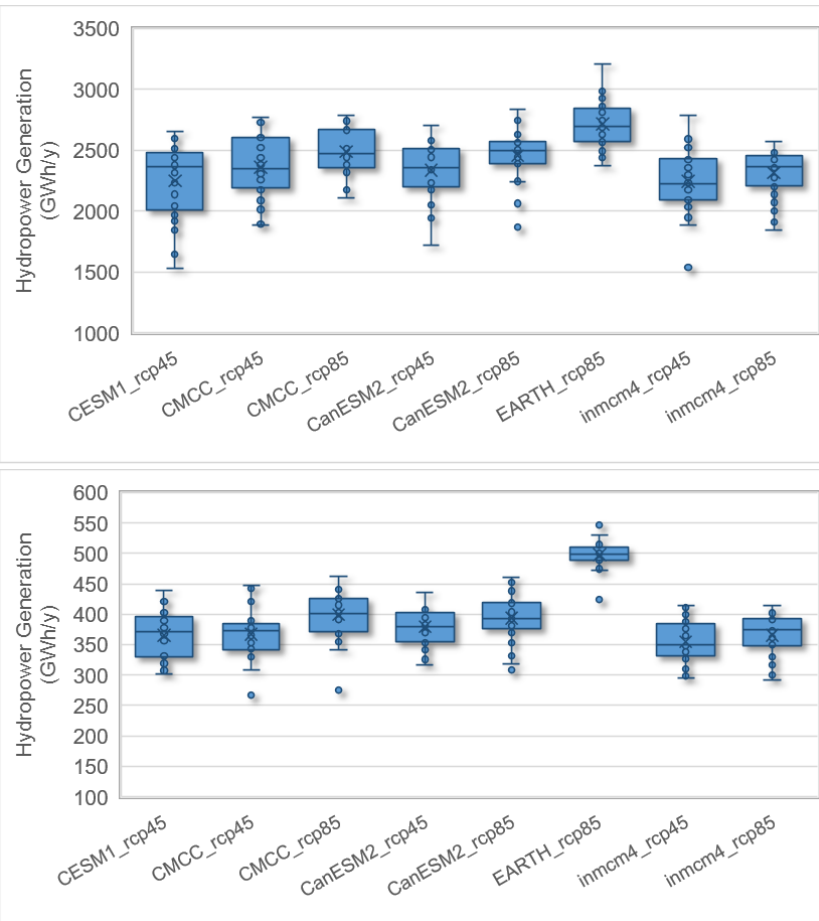 Hydropower Generation
(GWh/y)
3500
3000
2500
2000
1500
1000
CESM1_rcp45
CMCC_rcp45
CMCC_rcp85
CanESM2_rcp45
CanESM2_rcp85
EARTH_rcp85
inmcm4_rcp45
inmcm4_rcp85
Hydropower Generation
(GWh/y)
600
550
500
450
400
350
300
250
200
150
100
CESM1_rcp45
CMCC_rcp45
CMCC_rcp85
CanESM2_rcp45
CanESM2_rcp85
EARTH_rcp85
inmcm4_rcp45
inmcm4_rcp85